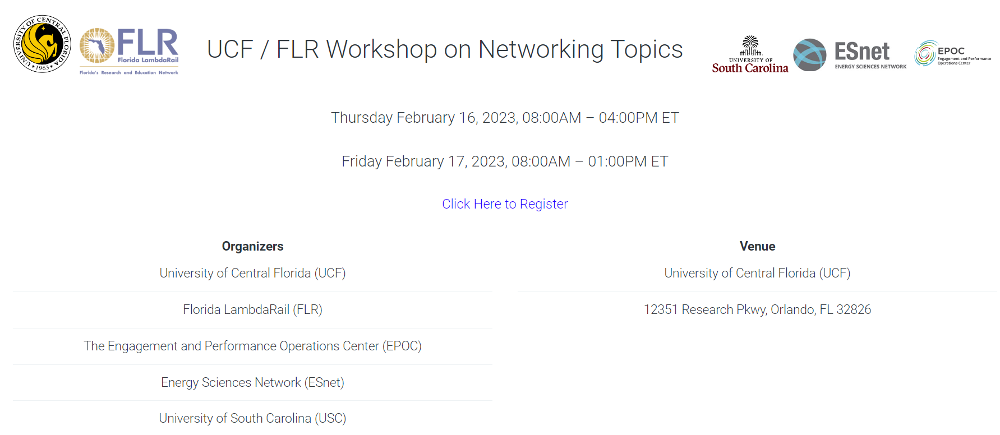 UNIVERSITY OF CENTRAL FLORIDA
1963
FLR
Florida LambdaRail
Florida's Research and Education Network
UCF / FLR Workshop on Networking Topics
UNIVERSITY OF
South Carolina
ESnet
ENERGY SCIENCES NETWORK
EPOC
Engagement and Performance
Operations Center
Thursday February 16, 2023, 08:00AM – 04:00PM ET
Friday February 17, 2023, 08:00AM – 01:00PM ET
Click Here to Register
Organizers
University of Central Florida (UCF)
Florida LambdaRail (FLR)
The Engagement and Performance Operations Center (EPOC)
Energy Sciences Network (ESnet)
University of South Carolina (USC)
Venue
University of Central Florida (UCF)
12351 Research Pkwy, Orlando, FL 32826